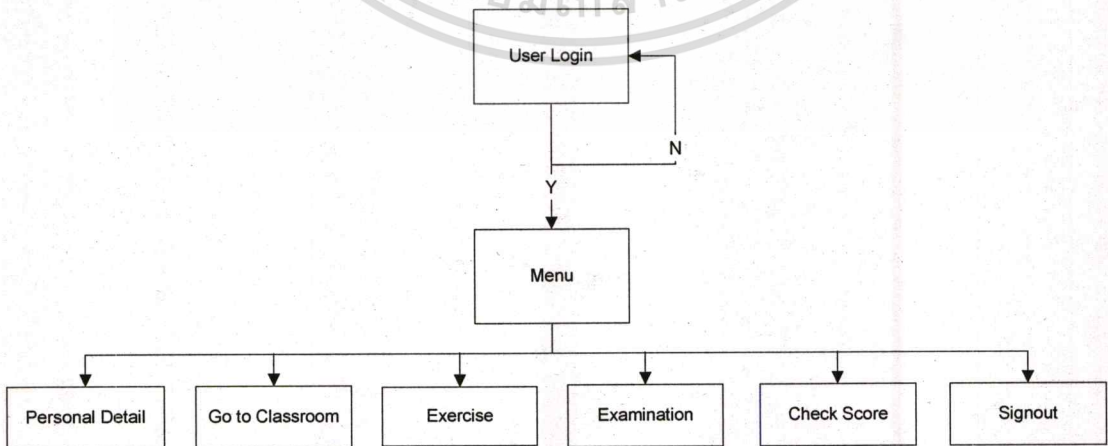 User Login
N
Y
Menu
Personal Detail
Go to Classroom
Exercise
Examination
Check Score
Signout